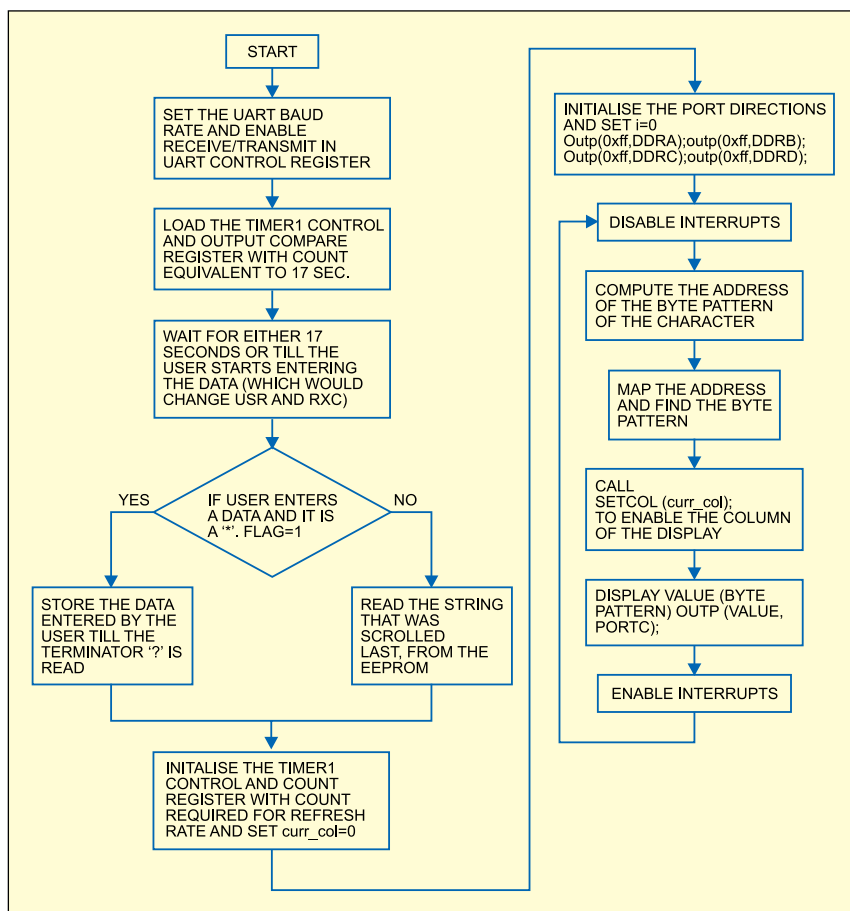 START
SET THE UART BAUD
RATE AND ENABLE
RECEIVE/TRANSMIT IN
UART CONTROL REGISTER
LOAD THE TIMER1 CONTROL
AND OUTPUT COMPARE
REGISTER WITH COUNT
EQUIVALENT TO 17 SEC.
WAIT FOR EITHER 17
SECONDS OR TILL THE
USER STARTS ENTERING
THE DATA (WHICH WOULD
CHANGE USR AND RXC)
YES
IF USER ENTERS
A DATA AND IT IS
A ‘*’. FLAG=1
NO
STORE THE DATA
ENTERED BY THE
USER TILL THE
TERMINATOR ‘?’ IS
READ
READ THE STRING
THAT WAS
SCROLLED
LAST, FROM THE
EEPROM
INITALISE THE TIMER1
CONTROL AND COUNT
REGISTER WITH COUNT
REQUIRED FOR REFRESH
RATE AND SET curr_col=0
INITIALISE THE PORT DIRECTIONS
AND SET i=0
Outp(0xff,DDRA);outp(0xff,DDRB);
Outp(0xff,DDRC);outp(0xff,DDRD);
DISABLE INTERRUPTS
COMPUTE THE ADDRESS
OF THE BYTE PATTERN
OF THE CHARACTER
MAP THE ADDRESS
AND FIND THE BYTE
PATTERN
CALL
SETCOL (curr_col);
TO ENABLE THE COLUMN
OF THE DISPLAY
DISPLAY VALUE (BYTE
PATTERN) OUTP (VALUE,
PORTC);
ENABLE INTERRUPTS